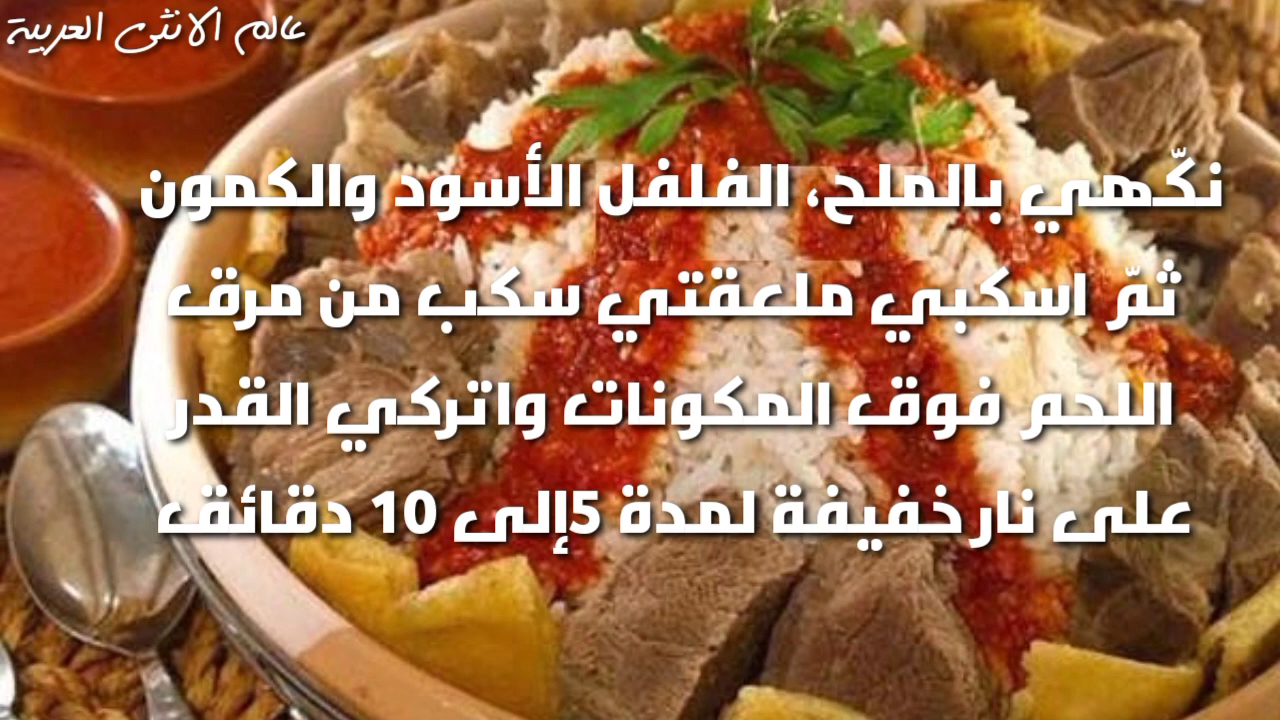 عالم الانثى العربية
نكّهي بالملح، الفلفل الأسود والكمون
ثمّ اسكبي ملعقتي سكب من مرق
اللحم فوق المكونات واتركي القدر
على نارخفيفة لمدة 5إلى 10 دقائق